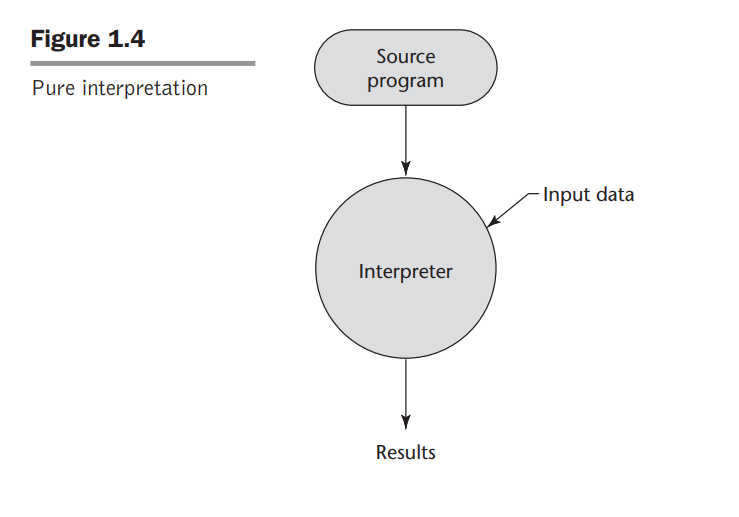 Figure 1.4
Pure interpretation
Source
program
Input data
Interpreter
Results